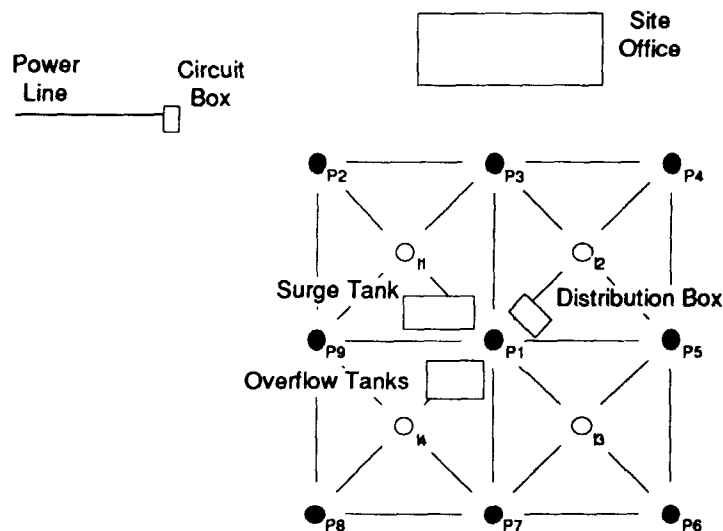 Site
Office
Power
Line
Circuit
Box
P2
P3
P4
I1
I2
Surge Tank
Distribution Box
P9
P1
P5
Overflow Tanks
I4
I3
P8
P7
P6